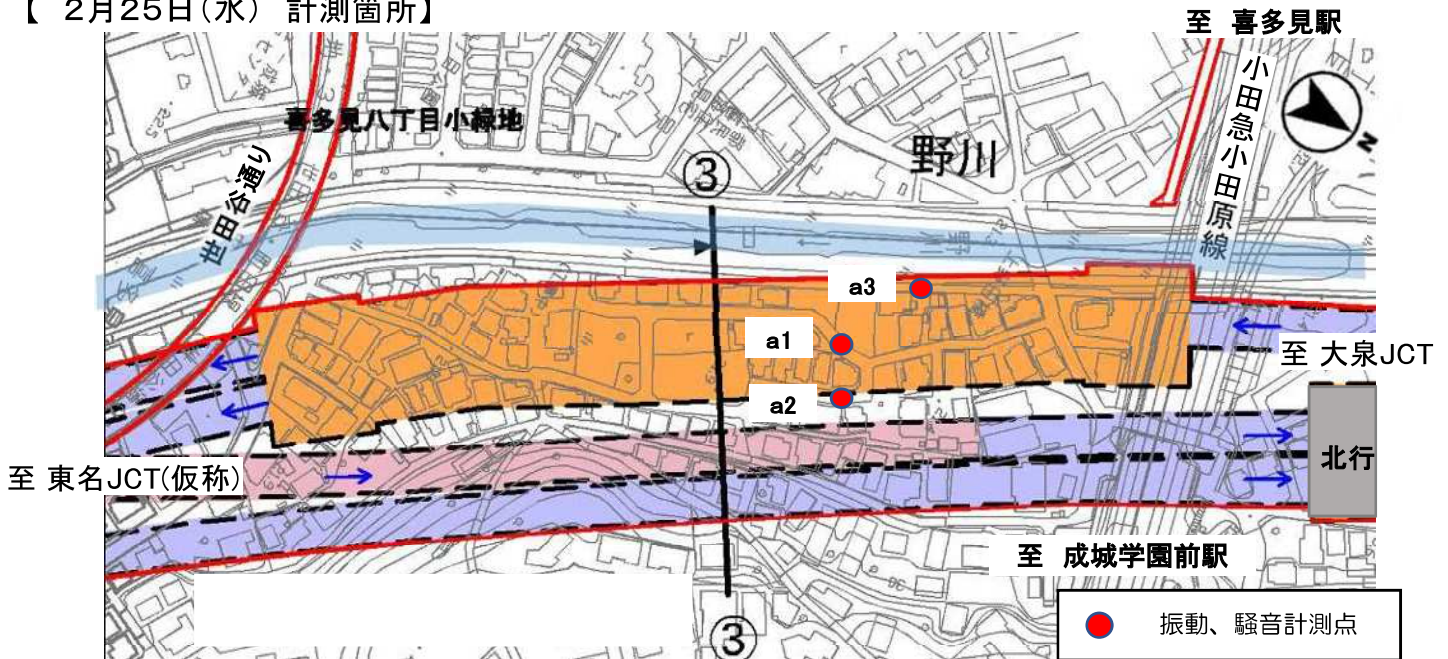 【 2月25日(水) 計測箇所】
至 喜多見駅
小田急小田原線
N
喜多見八丁目小緑地
世田谷通り
野川
③
a3
a1
a2
至 大泉JCT
北行
至 東名JCT(仮称)
至 成城学園前駅
③
振動、騒音計測点